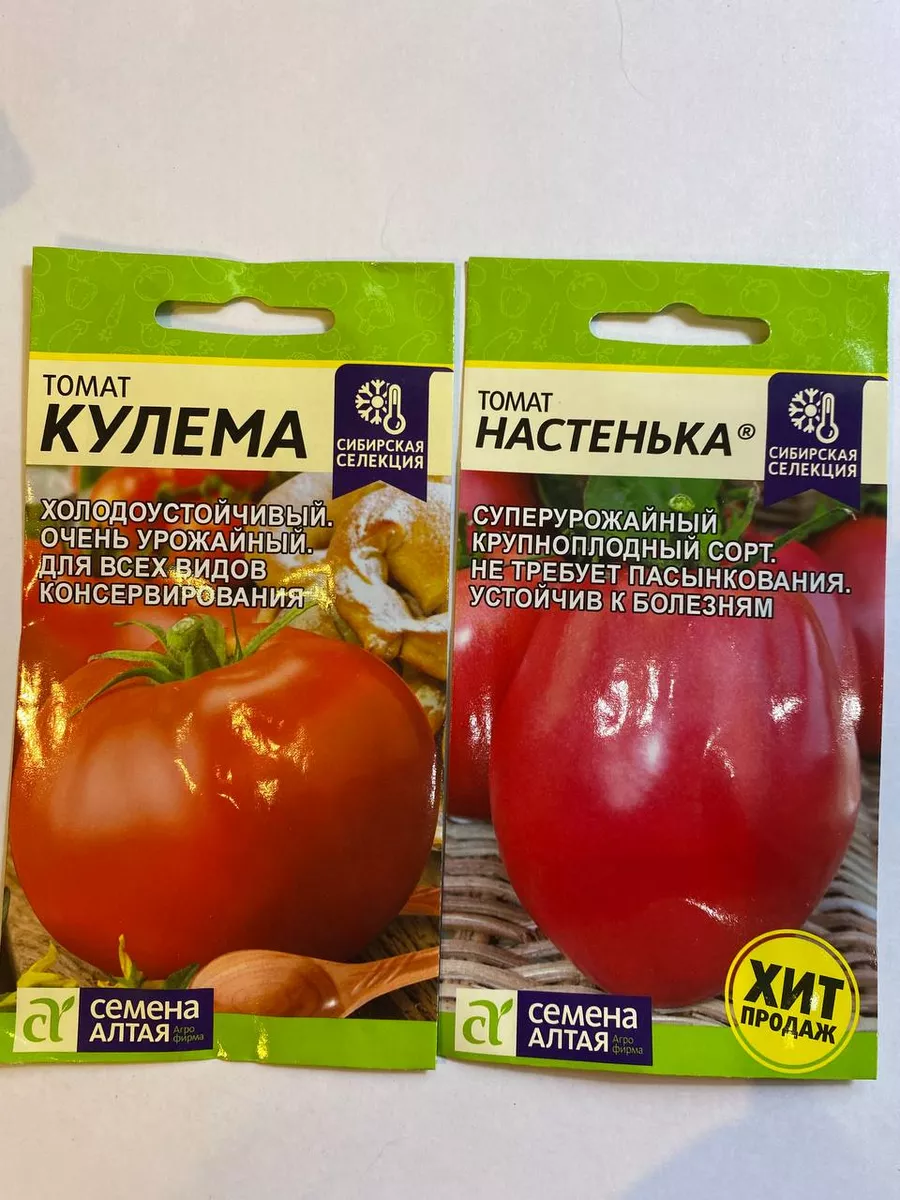 ТОМАТ
КУЛЕМА
СИБИРСКАЯ
СЕЛЕКЦИЯ
ХОЛОДОУСТОЙЧИВЫЙ.
ОЧЕНЬ УРОЖАЙНЫЙ.
ДЛЯ ВСЕХ ВИДОВ
КОНСЕРВИРОВАНИЯ
семена
АЛТАЯ
Агро
фирма
ТОМАТ
НАСТЕНЬКА®
СИБИРСКАЯ
СЕЛЕКЦИЯ
СУПЕРУРОЖАЙНЫЙ
КРУПНОПЛОДНЫЙ СОРТ.
НЕ ТРЕБУЕТ ПАСЫНКОВАНИЯ.
УСТОЙЧИВ К БОЛЕЗНЯМ
семена
АЛТАЯ
Агро
фирма
ХИТ
ПРОДАЖ